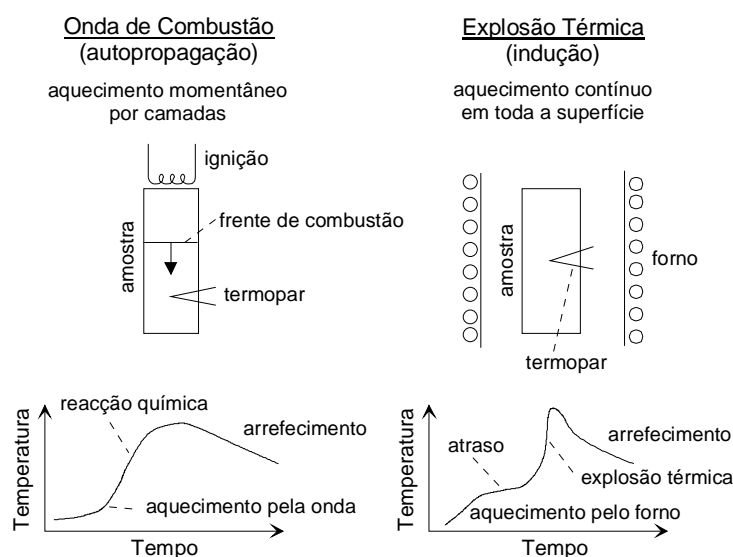 Onda de Combustão
(autopropagação)
aquecimento momentâneo
por camadas
ignição
frente de combustão
amostra
termopar
Temperatura
reacção química
arrefecimento
aquecimento pela onda
Tempo
Explosão Térmica
(indução)
aquecimento contínuo
em toda a superfície
amostra
forno
termopar
Temperatura
atraso
arrefecimento
explosão térmica
aquecimento pelo forno
Tempo